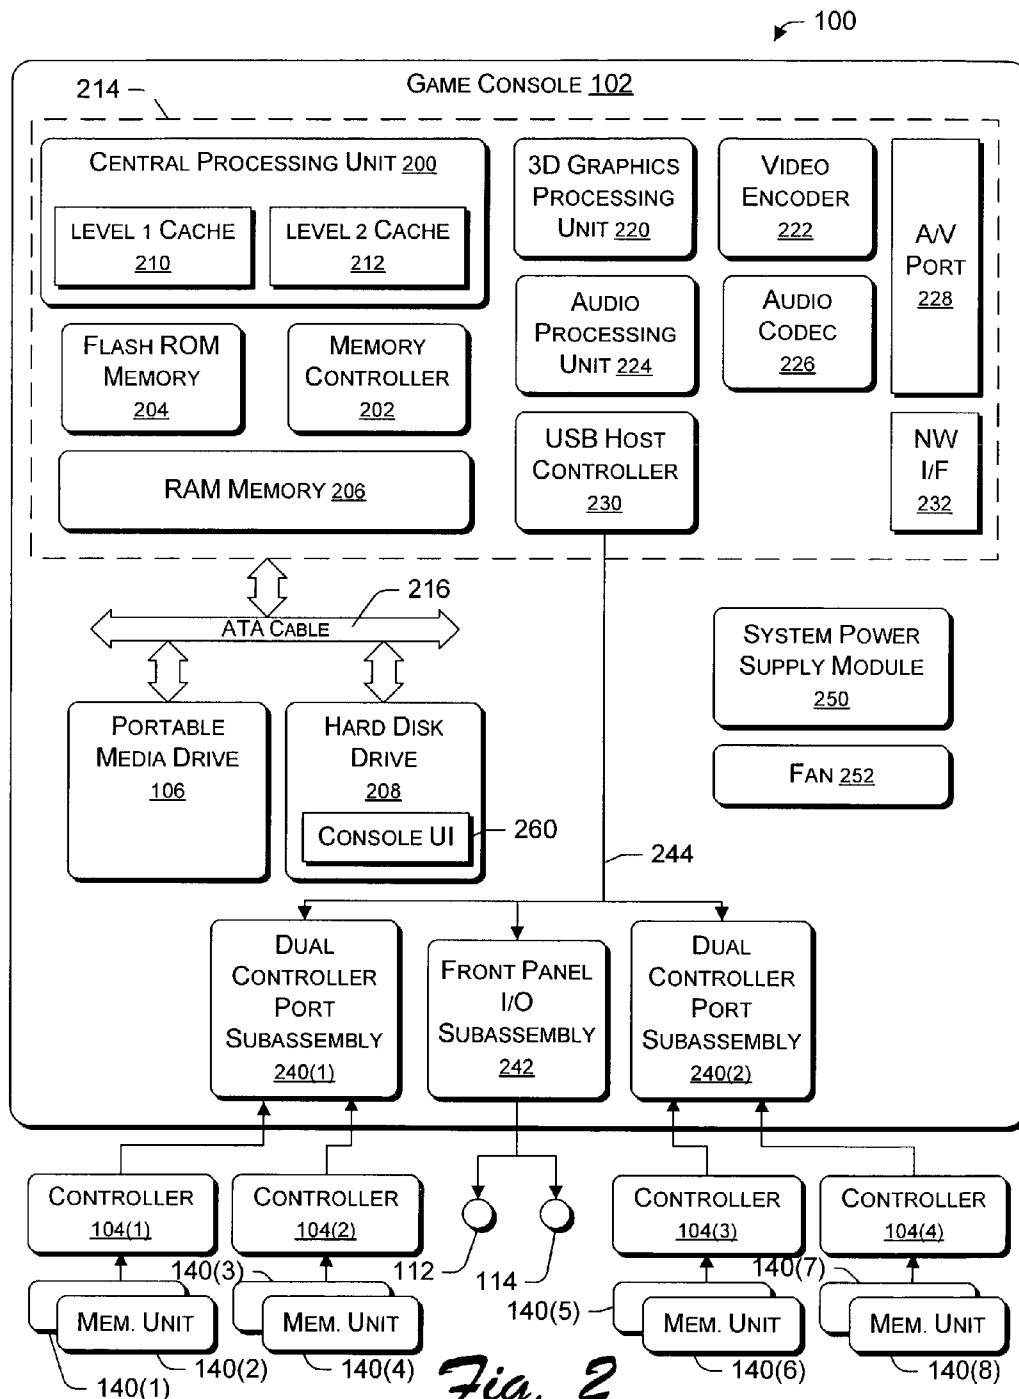 100
GAME CONSOLE 102
214
CENTRAL PROCESSING UNIT 200
LEVEL 1 CACHE
210
LEVEL 2 CACHE
212
3D GRAPHICS
PROCESSING
UNIT 220
VIDEO
ENCODER
222
A/V
PORT
228
FLASH ROM
MEMORY
204
MEMORY
CONTROLLER
202
AUDIO
PROCESSING
UNIT 224
AUDIO
CODEC
226
RAM MEMORY 206
USB HOST
CONTROLLER
230
NW
I/F
232
216
ATA CABLE
SYSTEM POWER
SUPPLY MODULE
250
PORTABLE
MEDIA DRIVE
106
HARD DISK
DRIVE
208
CONSOLE UI
260
FAN 252
244
DUAL
CONTROLLER
PORT
SUBASSEMBLY
240(1)
FRONT PANEL
I/O
SUBASSEMBLY
242
DUAL
CONTROLLER
PORT
SUBASSEMBLY
240(2)
CONTROLLER
104(1)
CONTROLLER
104(2)
112
114
CONTROLLER
104(3)
CONTROLLER
104(4)
140(3)
140(5)
140(7)
MEM. UNIT
MEM. UNIT
MEM. UNIT
MEM. UNIT
140(1)
140(2)
140(4)
140(6)
140(8)
Fig. 2